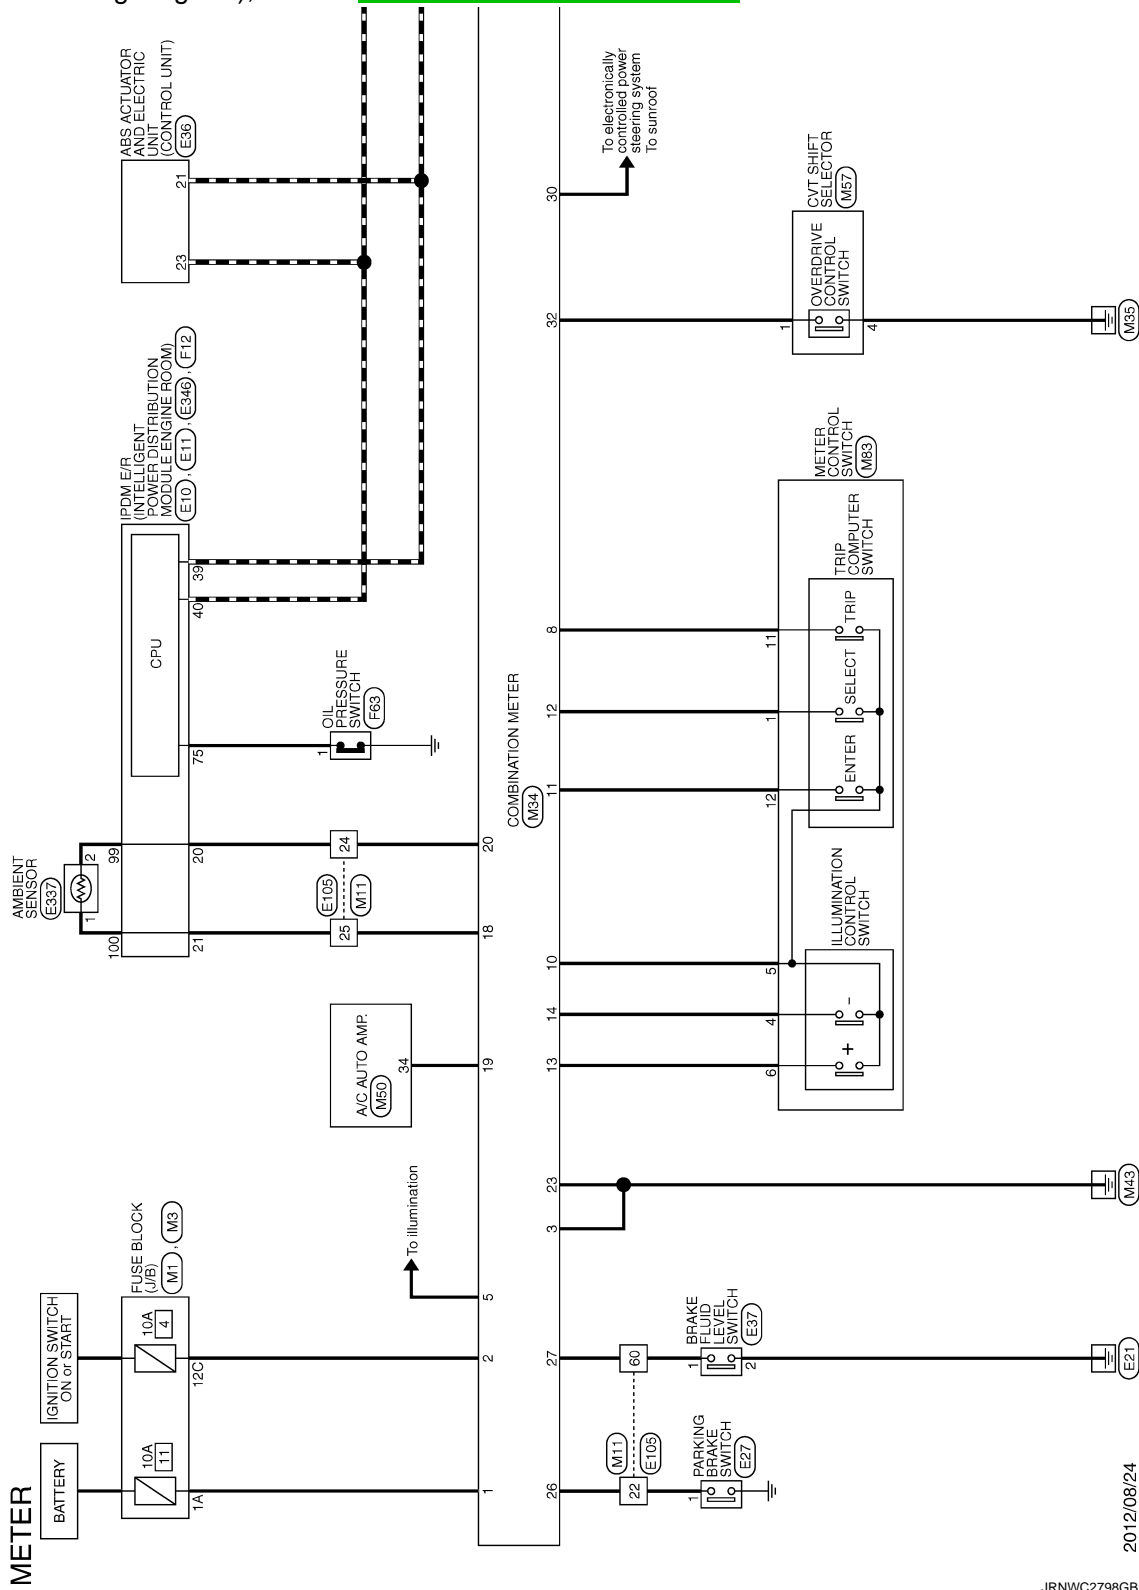 METER
BATTERY
IGNITION SWITCH
ON or START
FUSE BLOCK
(J/B)
M1 , M3
10A
11
10A
4
1A
12C
To illumination
A/C AUTO AMP.
M50
34
AMBIENT
SENSOR
E337
1
2
100
99
21
20
E105
M11
25
24
IPDM E/R
(INTELLIGENT
POWER DISTRIBUTION
MODULE ENGINE ROOM)
E10 , E11 , E346 , F12
CPU
75
40
39
1
OIL
PRESSURE
SWITCH
F63
ABS ACTUATOR
AND ELECTRIC
UNIT
(CONTROL UNIT)
E36
23
21
1
2
5
19
18
20
COMBINATION METER
M34
26
27
3
23
13
14
10
11
12
8
32
30
To electronically
controlled power
steering system
To sunroof
M11
E105
22
60
1
PARKING
BRAKE
SWITCH
E27
1
2
BRAKE
FLUID
LEVEL
SWITCH
E37
E21
M43
6
4
5
12
1
11
METER
CONTROL
SWITCH
M83
ILLUMINATION
CONTROL
SWITCH
+
-
TRIP
COMPUTER
SWITCH
ENTER
SELECT
TRIP
CVT SHIFT
SELECTOR
M57
OVERDRIVE
CONTROL
SWITCH
1
4
M35
2012/08/24
JRNWC2798GB